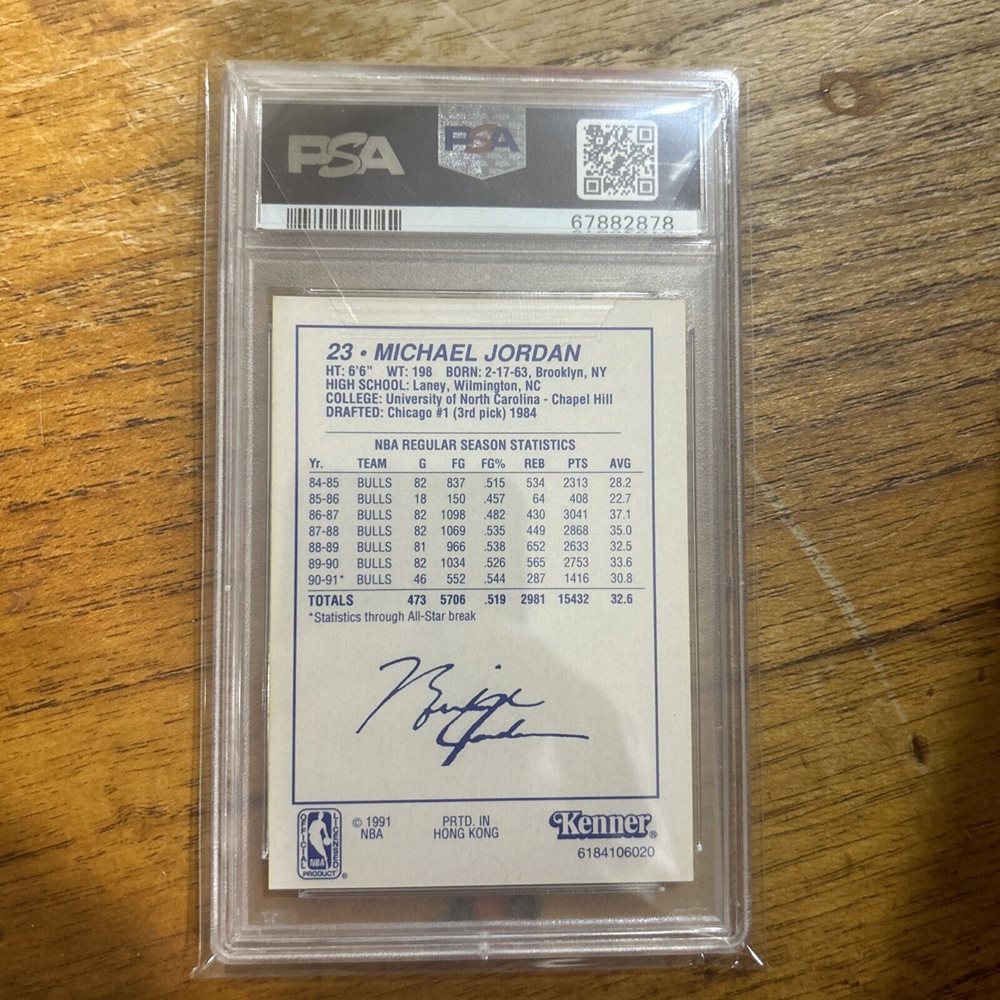 PSA PSA
67882878
23 • MICHAEL JORDAN
HT: 6'6" WT: 198 BORN: 2-17-63, Brooklyn, NY
HIGH SCHOOL: Laney, Wilmington, NC
COLLEGE: University of North Carolina - Chapel Hill
DRAFTED: Chicago #1 (3rd pick) 1984
NBA REGULAR SEASON STATISTICS
Yr. TEAM G FG FG% REB PTS AVG
84-85 BULLS 82 837 .515 534 2313 28.2
85-86 BULLS 18 150 .457 64 408 22.7
86-87 BULLS 82 1098 .482 430 3041 37.1
87-88 BULLS 82 1069 .535 449 2868 35.0
88-89 BULLS 81 966 .538 652 2633 32.5
89-90 BULLS 82 1034 .526 565 2753 33.6
90-91* BULLS 46 552 .544 287 1416 30.8
TOTALS 473 5706 .519 2981 15432 32.6
*Statistics through All-Star break
Michael
Jordan
OFFICIAL LICENSED
NBA
PRODUCT ®
© 1991
NBA
PRTD. IN
HONG KONG
Kenner®
6184106020